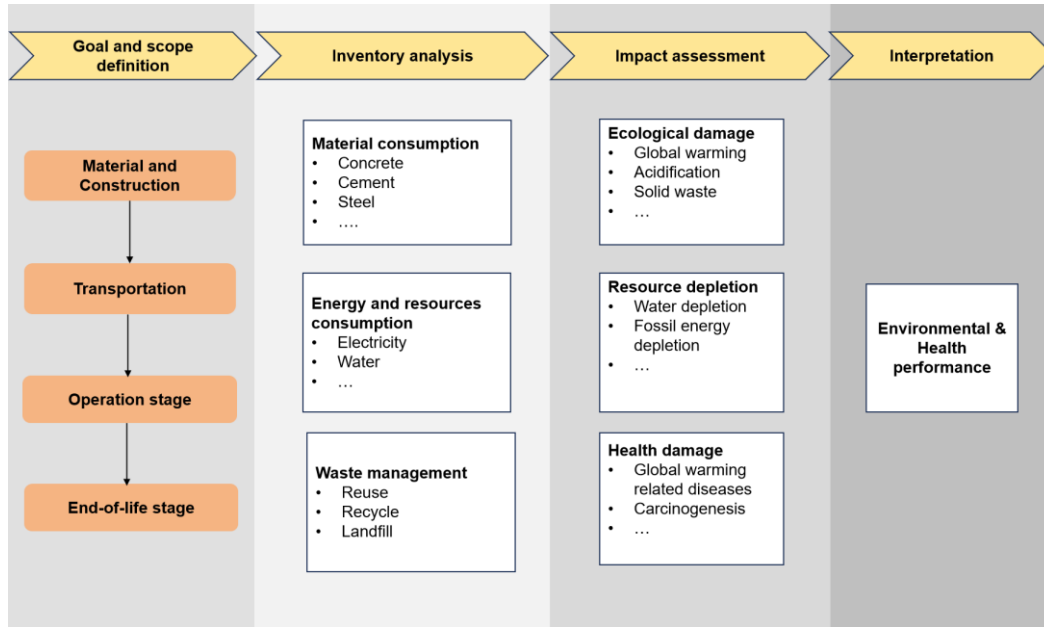 Goal and scope
definition
Inventory analysis
Impact assessment
Interpretation
Material and
Construction
Transportation
Operation stage
End-of-life stage
Material consumption
• Concrete
• Cement
• Steel
• ….
Energy and resources
consumption
• Electricity
• Water
• …
Waste management
• Reuse
• Recycle
• Landfill
Ecological damage
• Global warming
• Acidification
• Solid waste
• …
Resource depletion
• Water depletion
• Fossil energy
depletion
• …
Health damage
• Global warming
related diseases
• Carcinogenesis
• …
Environmental &
Health
performance